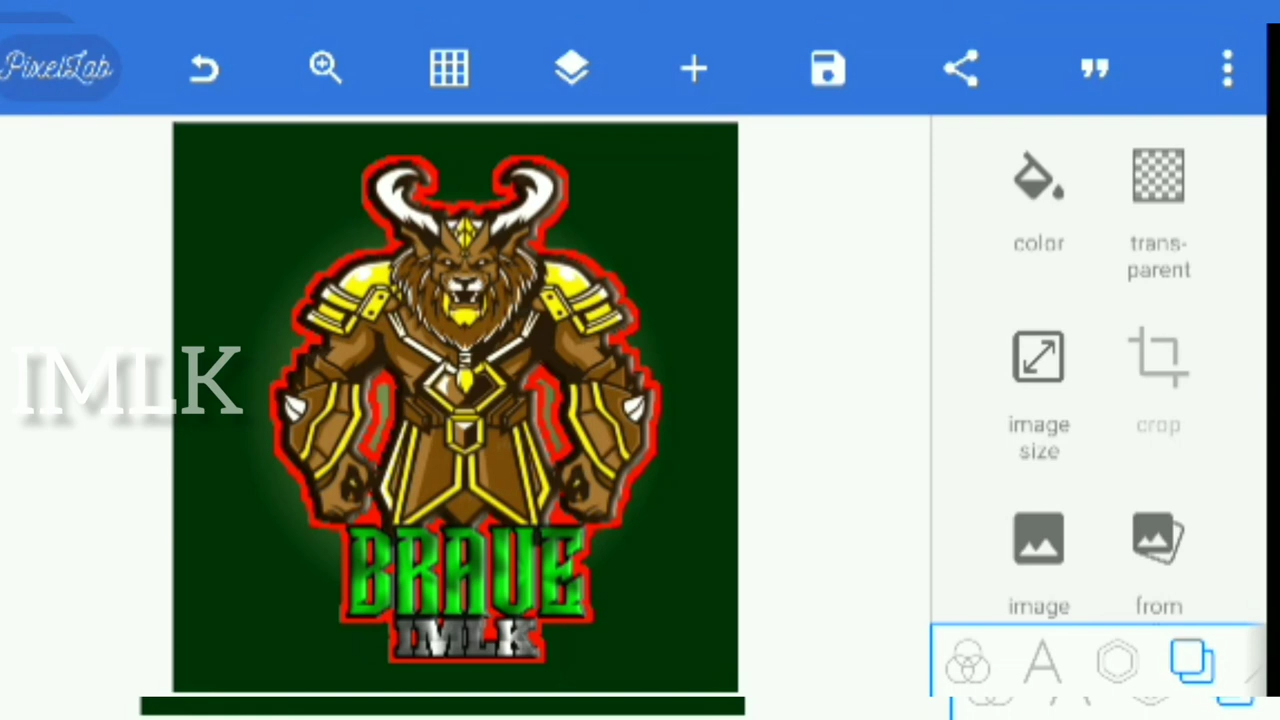 PixelLab
color
trans-
parent
IMLK
image
size
crop
BRAVE
IMLK
image
from